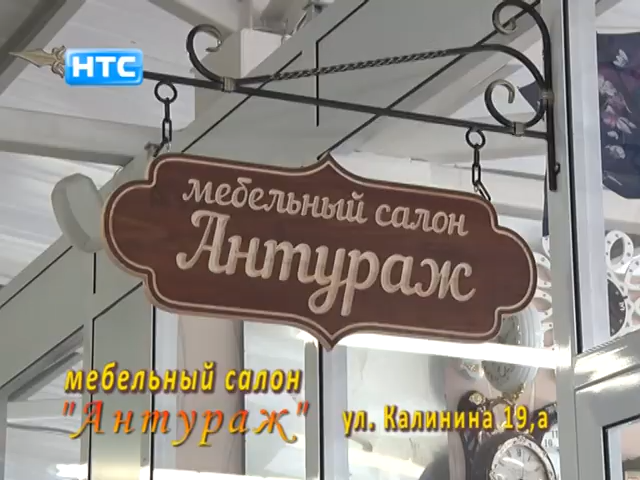 НТС
мебельный салон
Антураж
мебельный салон
"Антураж"
ул. Калинина 19,а